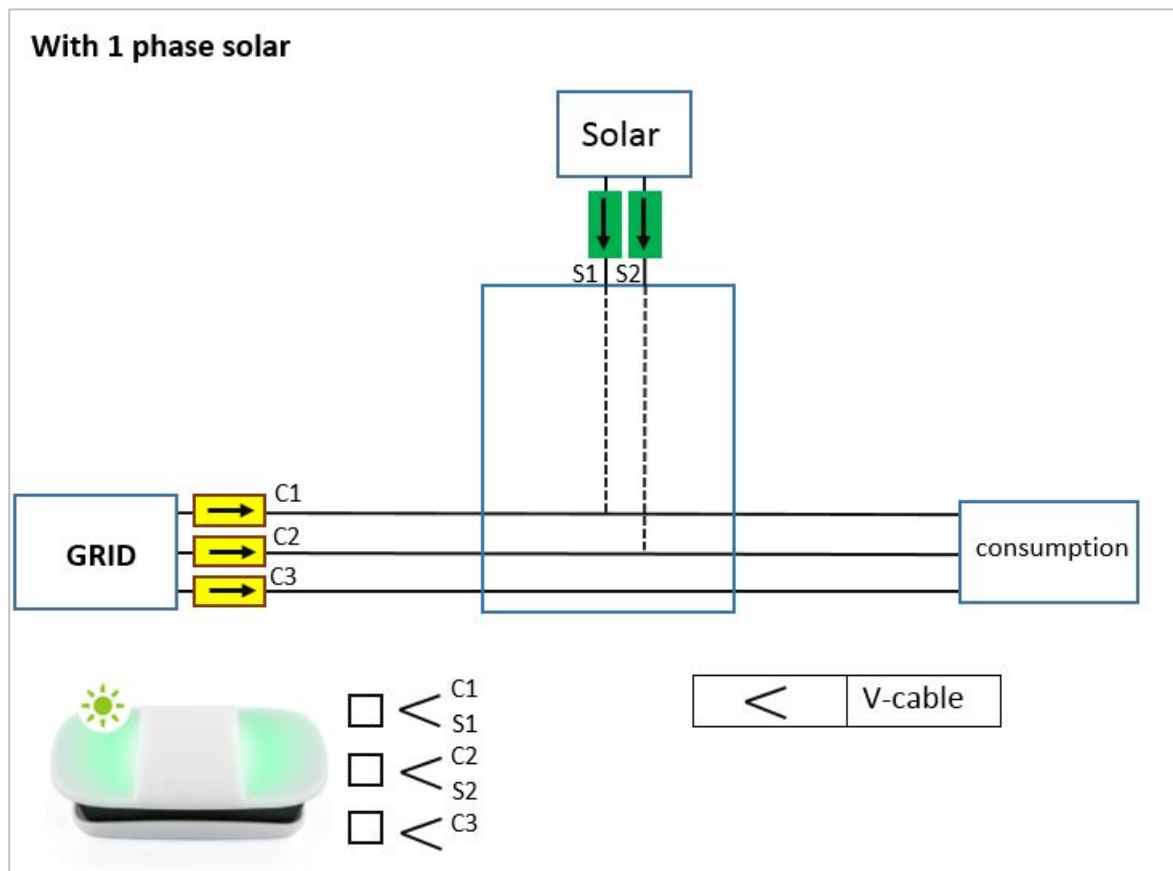 With 1 phase solar
Solar
S1 S2
C1
GRID
C2
consumption
C3
C1
S1
V-cable
C2
S2
C3